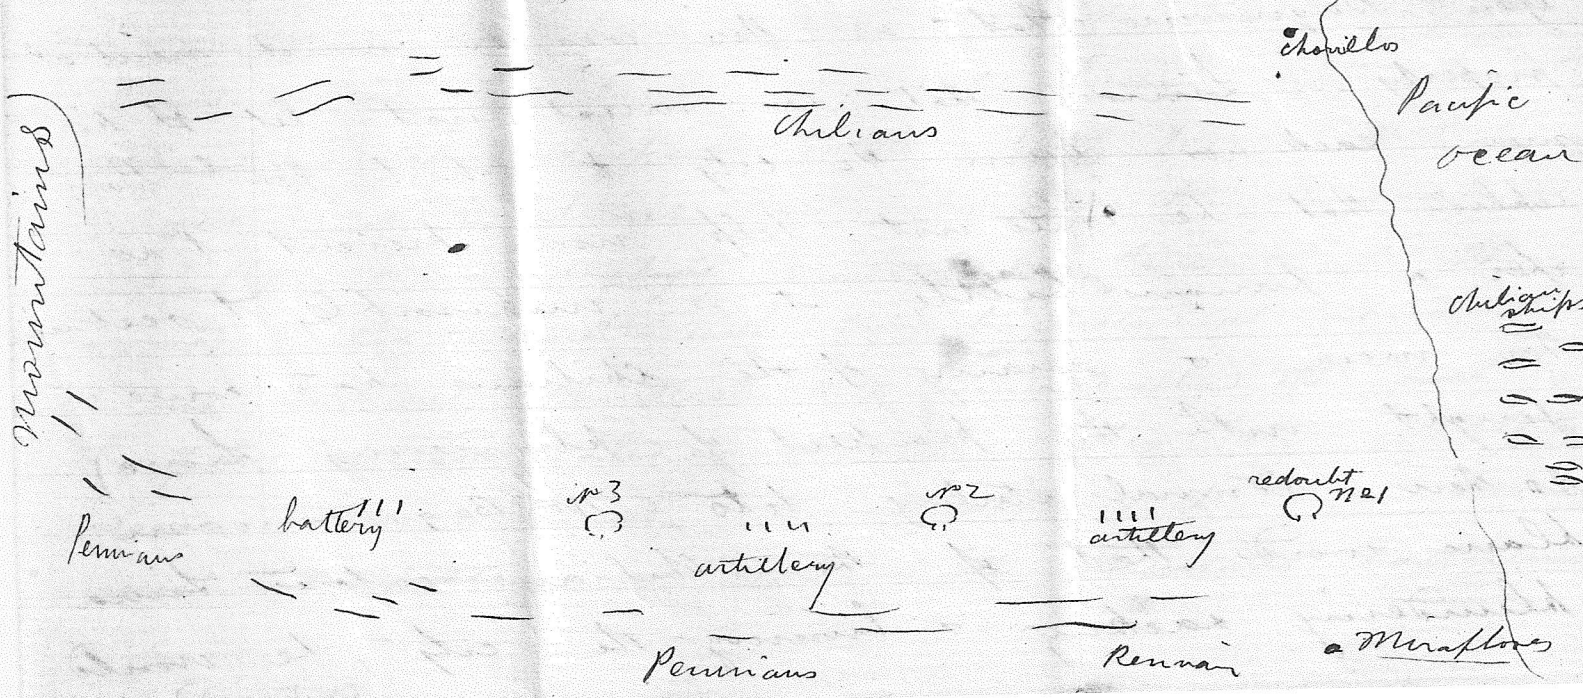 Chorillos
Pacific
ocean
Chilians
Mountains
Chilian
ships
redoubt
No 1
No 2
No 3
battery
artillery
artillery
Peruvians
Peruvians
Miraflores